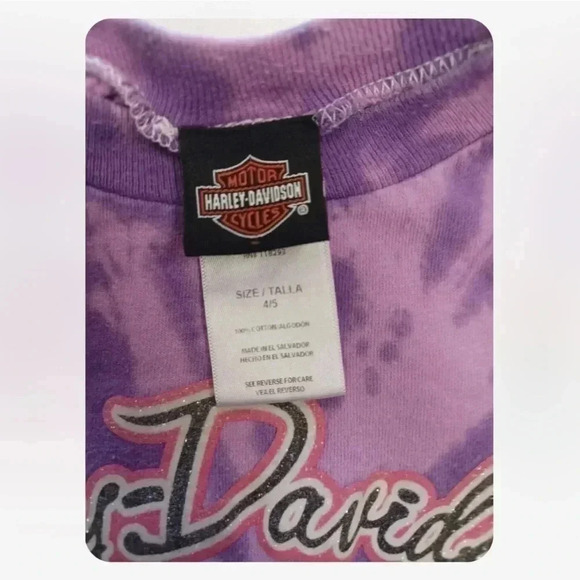 MOTOR
HARLEY-DAVIDSON
CYCLES
®
SIZE / TALLA
4/5
100% COTTON/ALGODON
MADE IN EL SALVADOR
HECHO EN EL SALVADOR
SEE REVERSE FOR CARE
VEA EL REVERSO
y-Davids